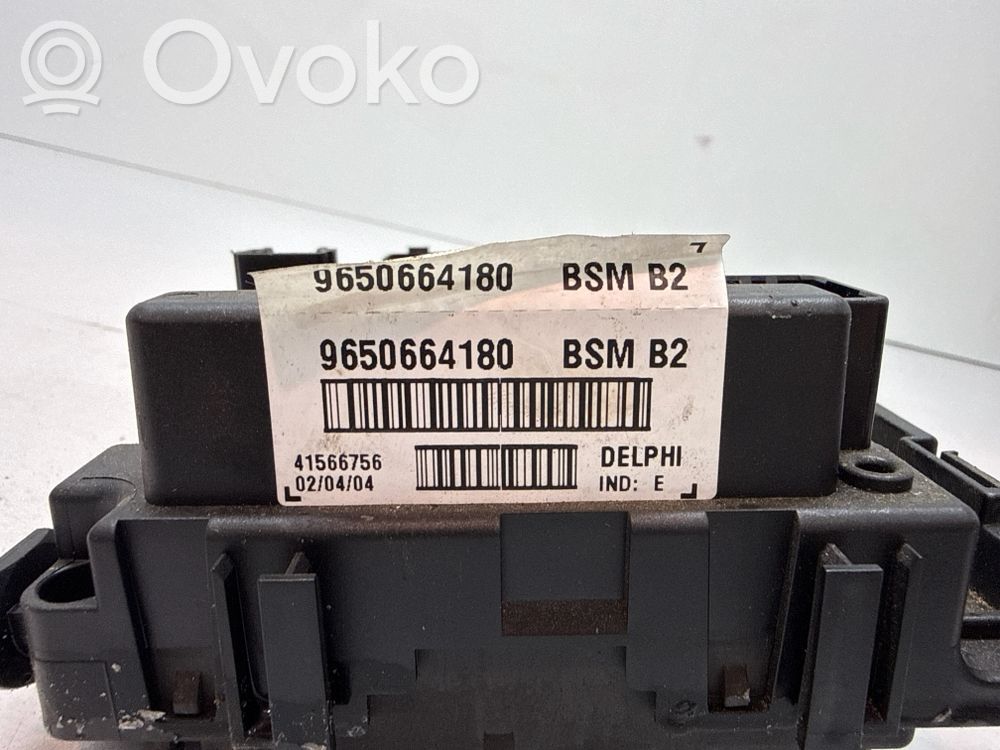 Ovoko
9650664180 BSM B2
9650664180 BSM B2
41566756 DELPHI
02/04/04 IND: E